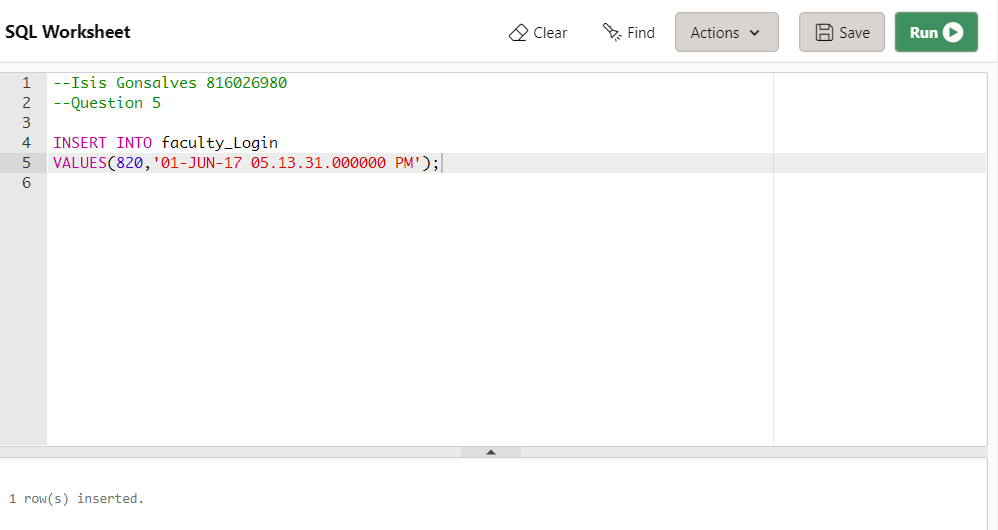 SQL Worksheet
Clear
Find
Actions
Save
Run
1 --Isis Gonsalves 816026980
2 --Question 5
3
4 INSERT INTO faculty_Login
5 VALUES(820,'01-JUN-17 05.13.31.000000 PM');
6
1 row(s) inserted.